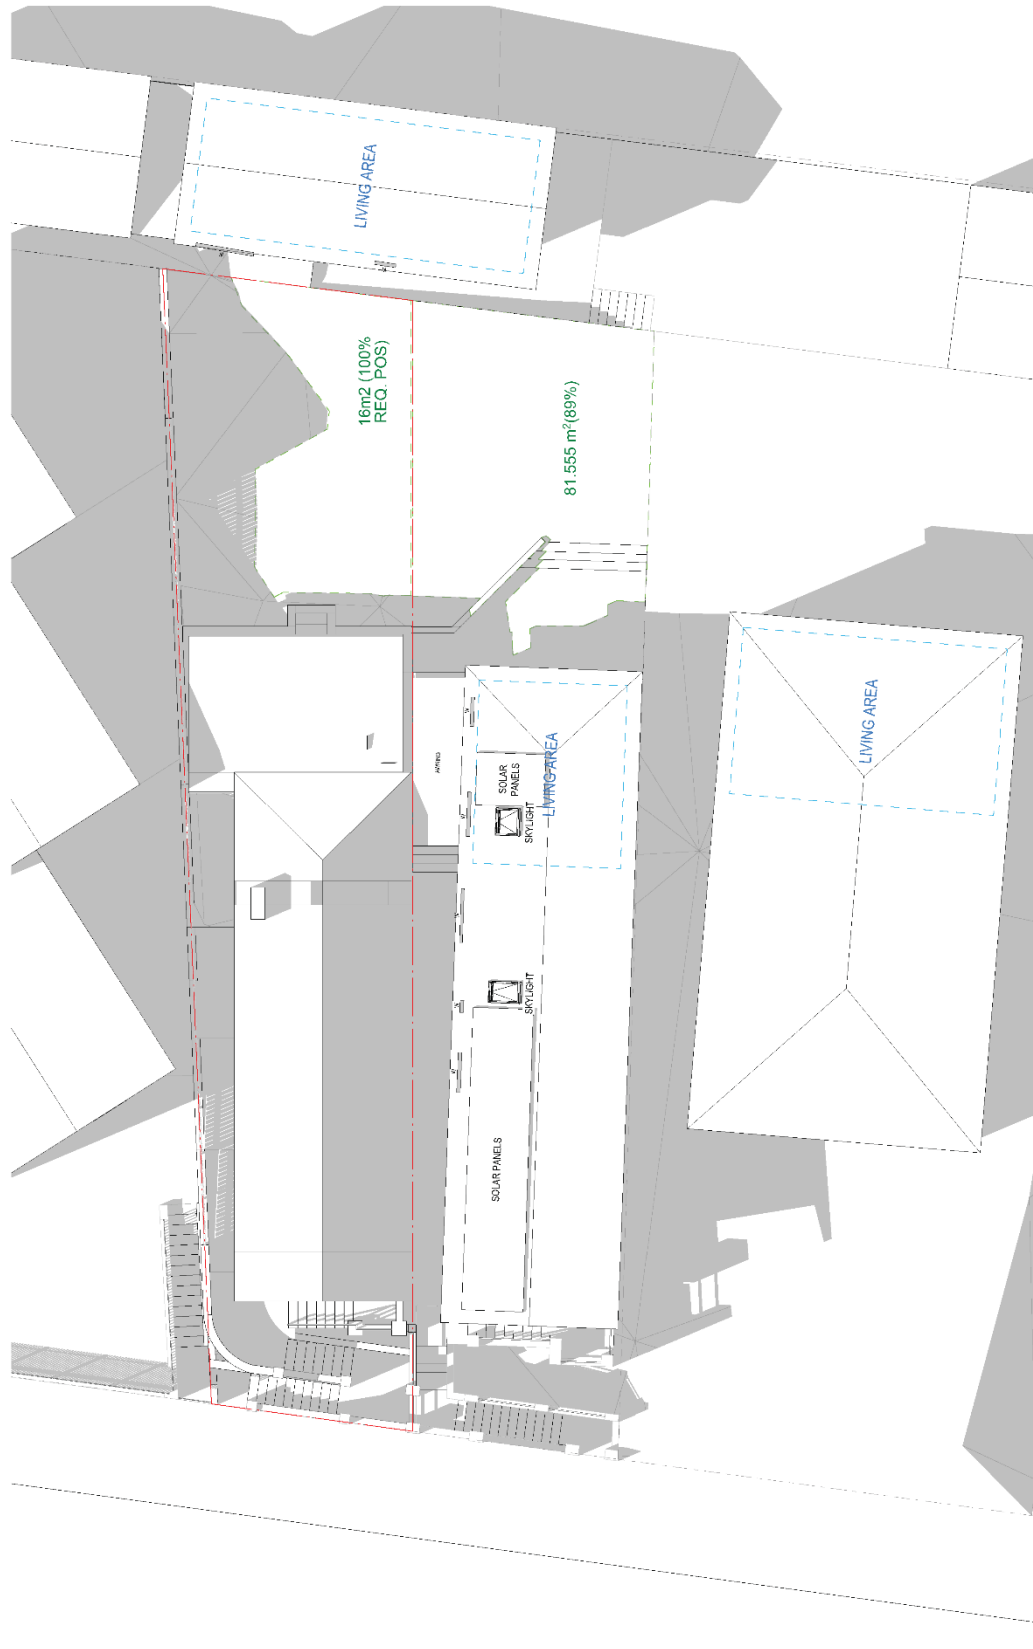 LIVING AREA
16m2 (100%
REQ. POS)
81.555 m²(89%)
LIVING AREA
AWNING
SOLAR
PANELS
LIVING AREA
SKYLIGHT
SKYLIGHT
SOLAR PANELS